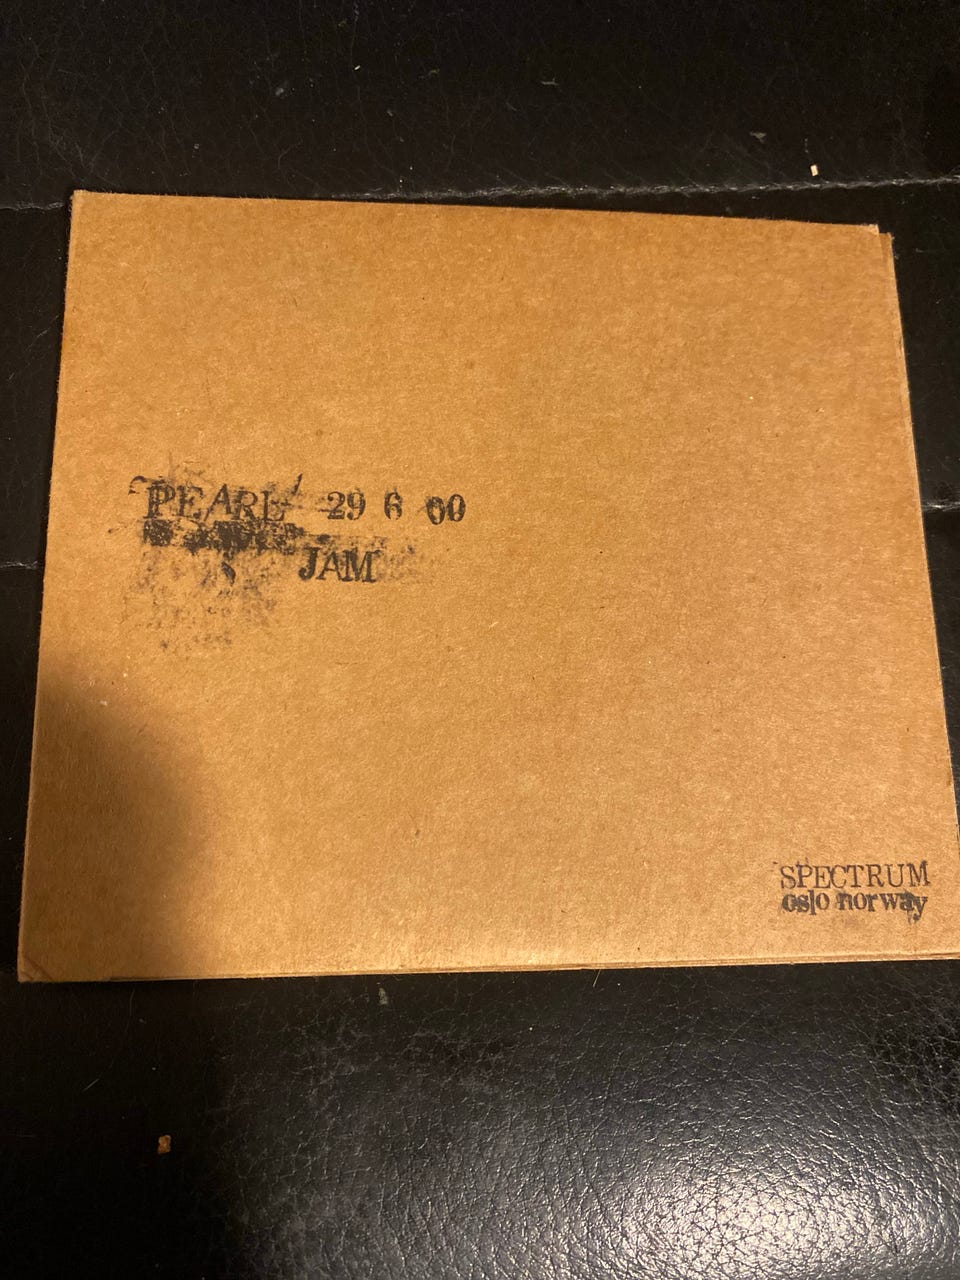 PEARL 29 6 00
JAM
SPECTRUM
oslo norway